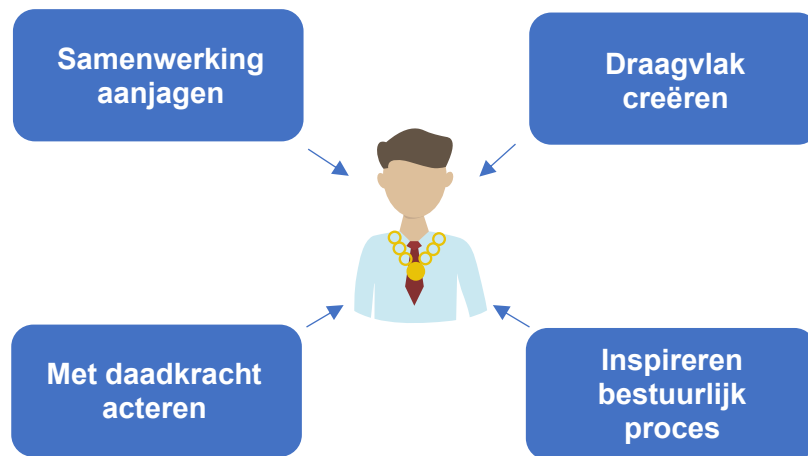 Samenwerking
aanjagen
Draagvlak
creëren
Met daadkracht
acteren
Inspireren
bestuurlijk
proces